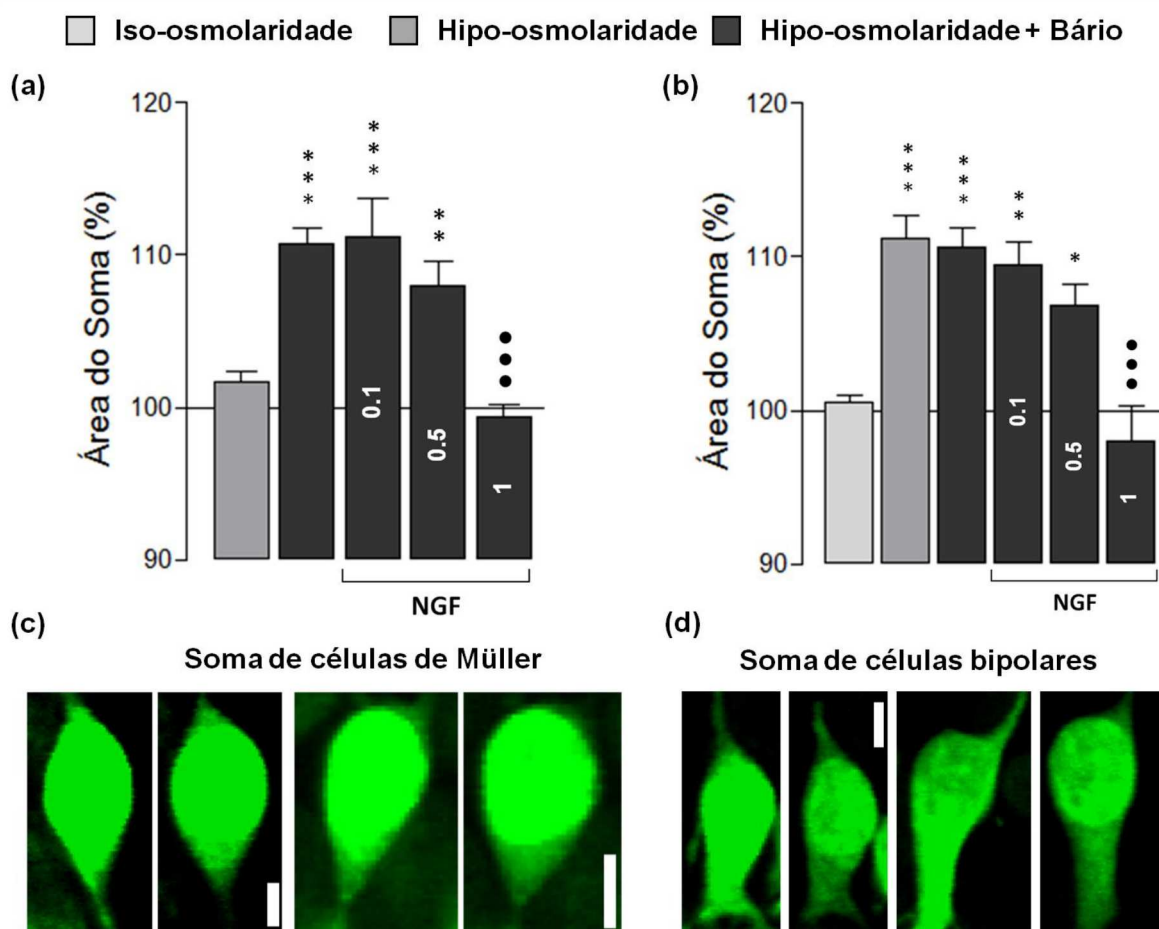 Iso-osmolaridade Hipo-osmolaridade Hipo-osmolaridade + Bário
(a)
Área do Soma (%)
120
110
100
90
***
***
**
•••
0.1
0.5
1
NGF
(b)
Área do Soma (%)
120
110
100
90
***
***
**
*
•••
0.1
0.5
1
NGF
(c)
Soma de células de Müller
(d)
Soma de células bipolares